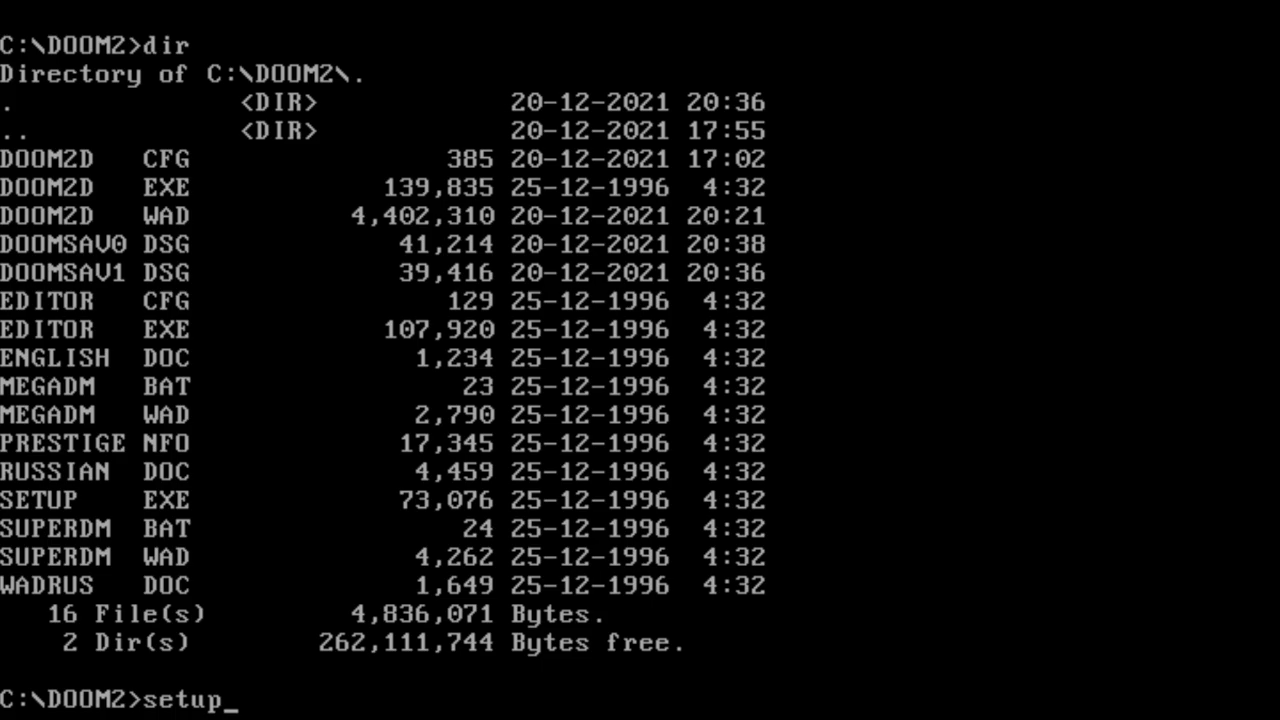 C:\DOOM2>dir
Directory of C:\DOOM2\.
. <DIR> 20-12-2021 20:36
.. <DIR> 20-12-2021 17:55
DOOM2D CFG 385 20-12-2021 17:02
DOOM2D EXE 139,835 25-12-1996 4:32
DOOM2D WAD 4,402,310 20-12-2021 20:21
DOOMSAV0 DSG 41,214 20-12-2021 20:38
DOOMSAV1 DSG 39,416 20-12-2021 20:36
EDITOR CFG 129 25-12-1996 4:32
EDITOR EXE 107,920 25-12-1996 4:32
ENGLISH DOC 1,234 25-12-1996 4:32
MEGADM BAT 23 25-12-1996 4:32
MEGADM WAD 2,790 25-12-1996 4:32
PRESTIGE NFO 17,345 25-12-1996 4:32
RUSSIAN DOC 4,459 25-12-1996 4:32
SETUP EXE 73,076 25-12-1996 4:32
SUPERDM BAT 24 25-12-1996 4:32
SUPERDM WAD 4,262 25-12-1996 4:32
WADRUS DOC 1,649 25-12-1996 4:32
16 File(s) 4,836,071 Bytes.
2 Dir(s) 262,111,744 Bytes free.
C:\DOOM2>setup_